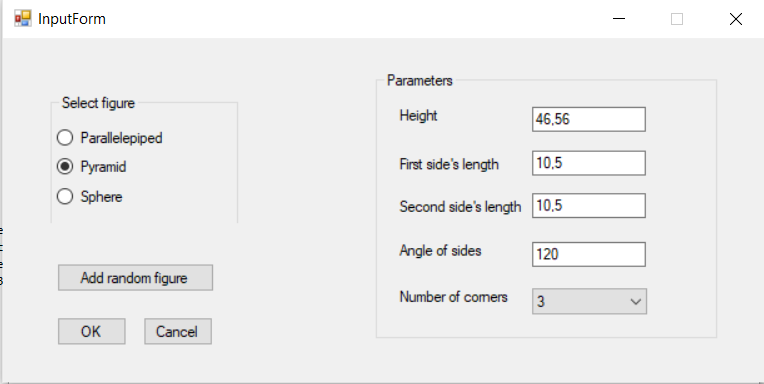 InputForm
Select figure
Parallelepiped
Pyramid
Sphere
Add random figure
OK
Cancel
Parameters
Height
46,56
First side's length
10,5
Second side's length
10,5
Angle of sides
120
Number of corners
3